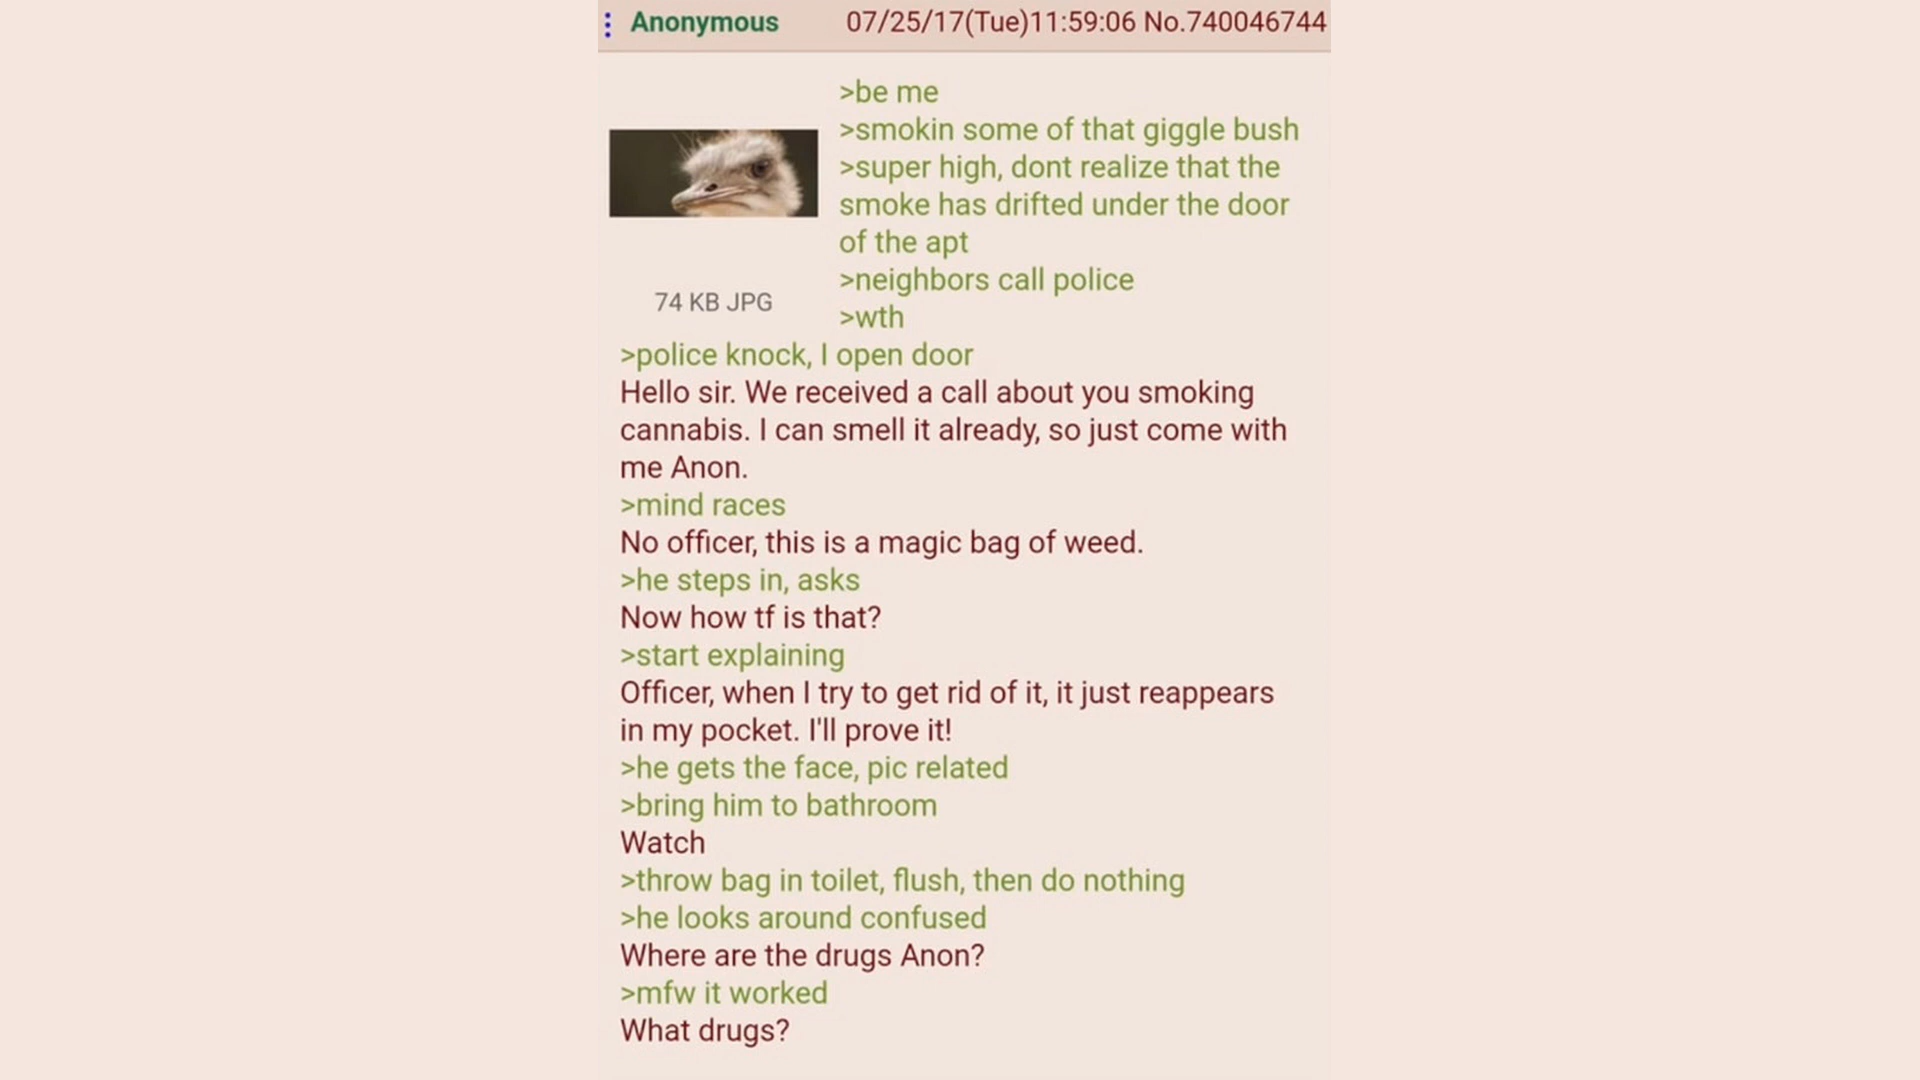 Anonymous 07/25/17(Tue)11:59:06 No.740046744
>be me
>smokin some of that giggle bush
>super high, dont realize that the
smoke has drifted under the door
of the apt
>neighbors call police
74 KB JPG
>wth
>police knock, I open door
Hello sir. We received a call about you smoking
cannabis. I can smell it already, so just come with
me Anon.
>mind races
No officer, this is a magic bag of weed.
>he steps in, asks
Now how tf is that?
>start explaining
Officer, when I try to get rid of it, it just reappears
in my pocket. I'll prove it!
>he gets the face, pic related
>bring him to bathroom
Watch
>throw bag in toilet, flush, then do nothing
>he looks around confused
Where are the drugs Anon?
>mfw it worked
What drugs?